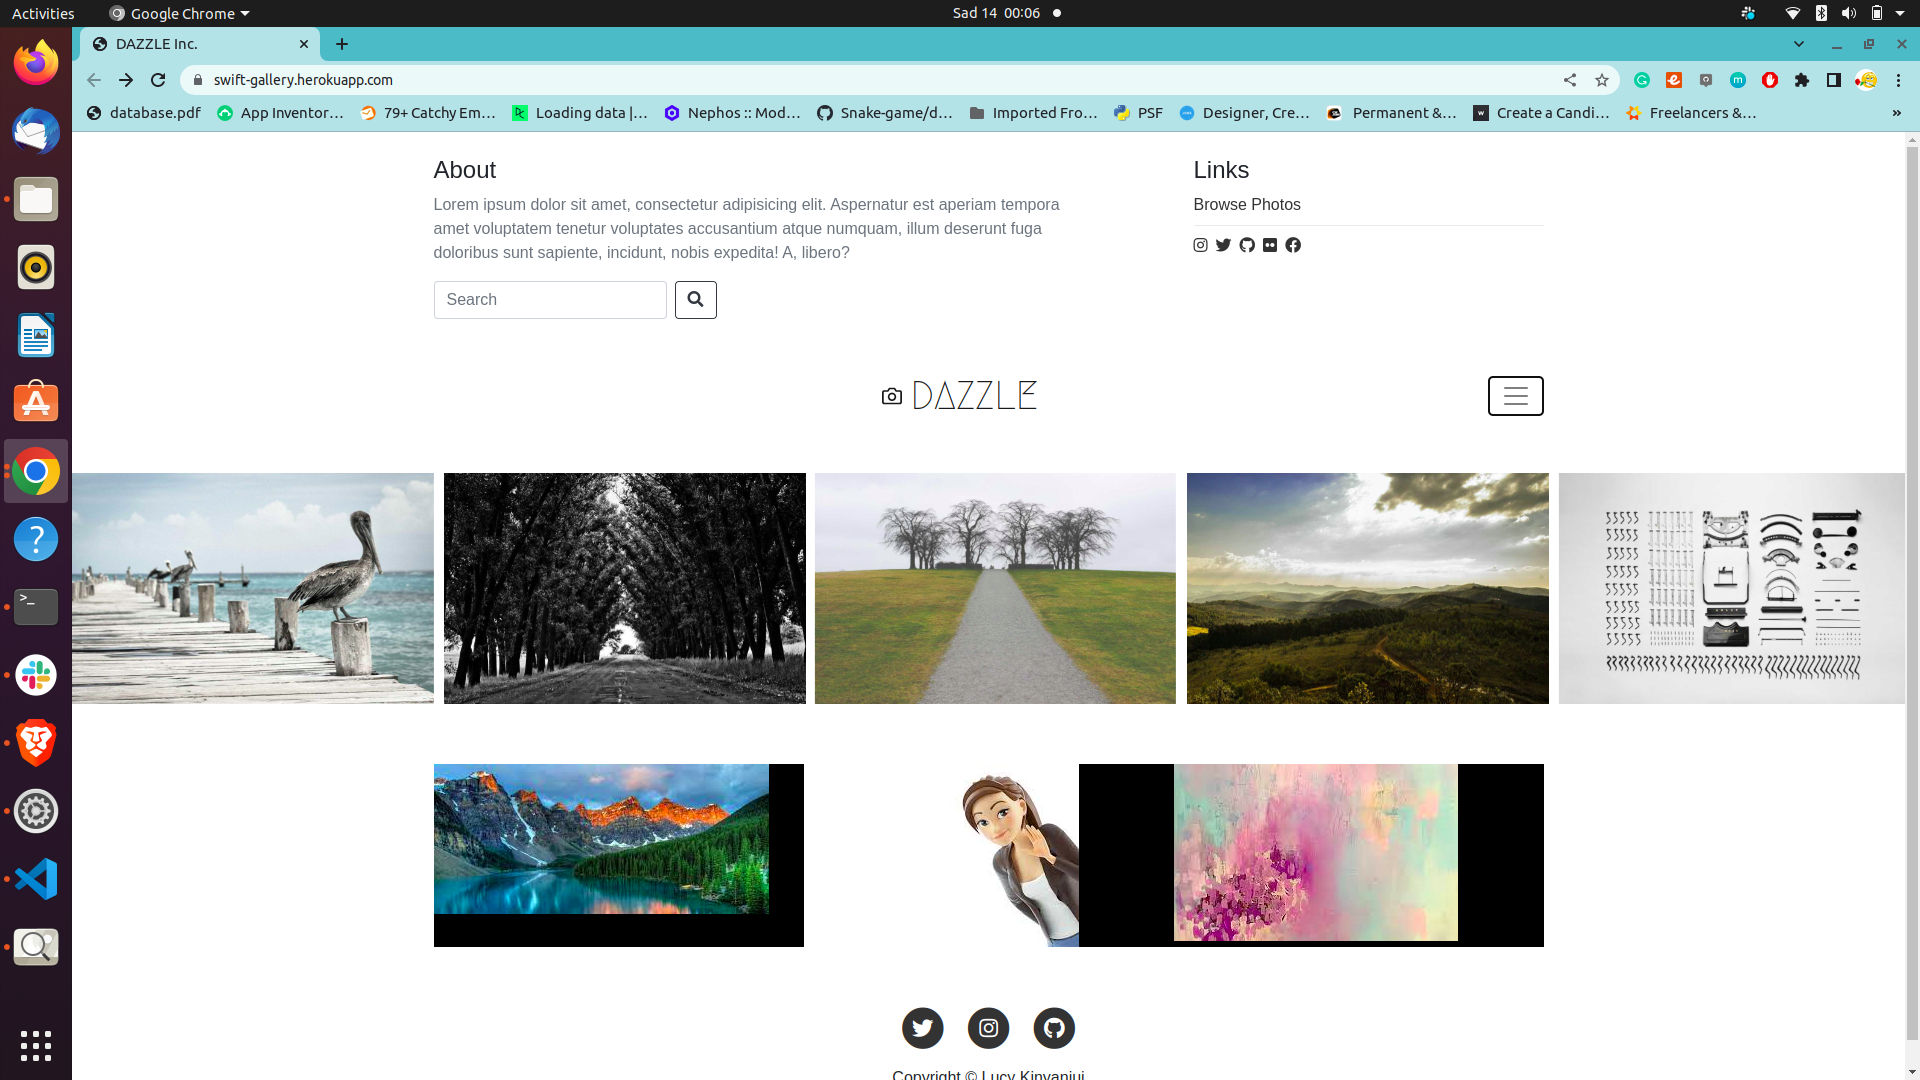 Activities
Google Chrome
Sad 14 00:06
DAZZLE Inc.
swift-gallery.herokuapp.com
database.pdf
App Inventor…
79+ Catchy Em…
Loading data |…
Nephos :: Mod…
Snake-game/d…
Imported Fro…
PSF
Designer, Cre…
Permanent &…
Create a Candi…
Freelancers &…
»
About
Lorem ipsum dolor sit amet, consectetur adipisicing elit. Aspernatur est aperiam tempora
amet voluptatem tenetur voluptates accusantium atque numquam, illum deserunt fuga
doloribus sunt sapiente, incidunt, nobis expedita! A, libero?
Search
Links
Browse Photos
DAZZLE
Copyright © Lucy Kinyanjui